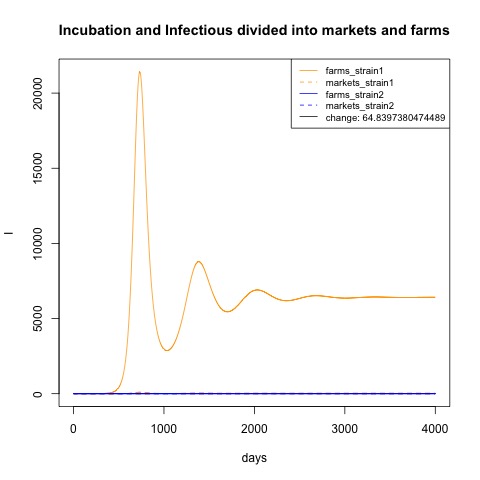 Incubation and Infectious divided into markets and farms
farms_strain1
markets_strain1
farms_strain2
markets_strain2
change: 64.8397380474489
20000
15000
10000
5000
0
I
0 1000 2000 3000 4000
days